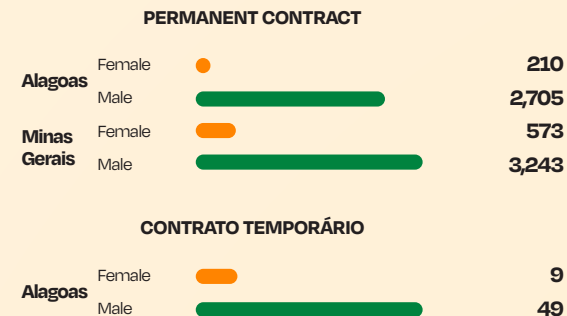 PERMANENT CONTRACT
Alagoas
Female 210
Male 2,705
Minas Gerais
Female 573
Male 3,243
CONTRATO TEMPORÁRIO
Alagoas
Female 9
Male 49